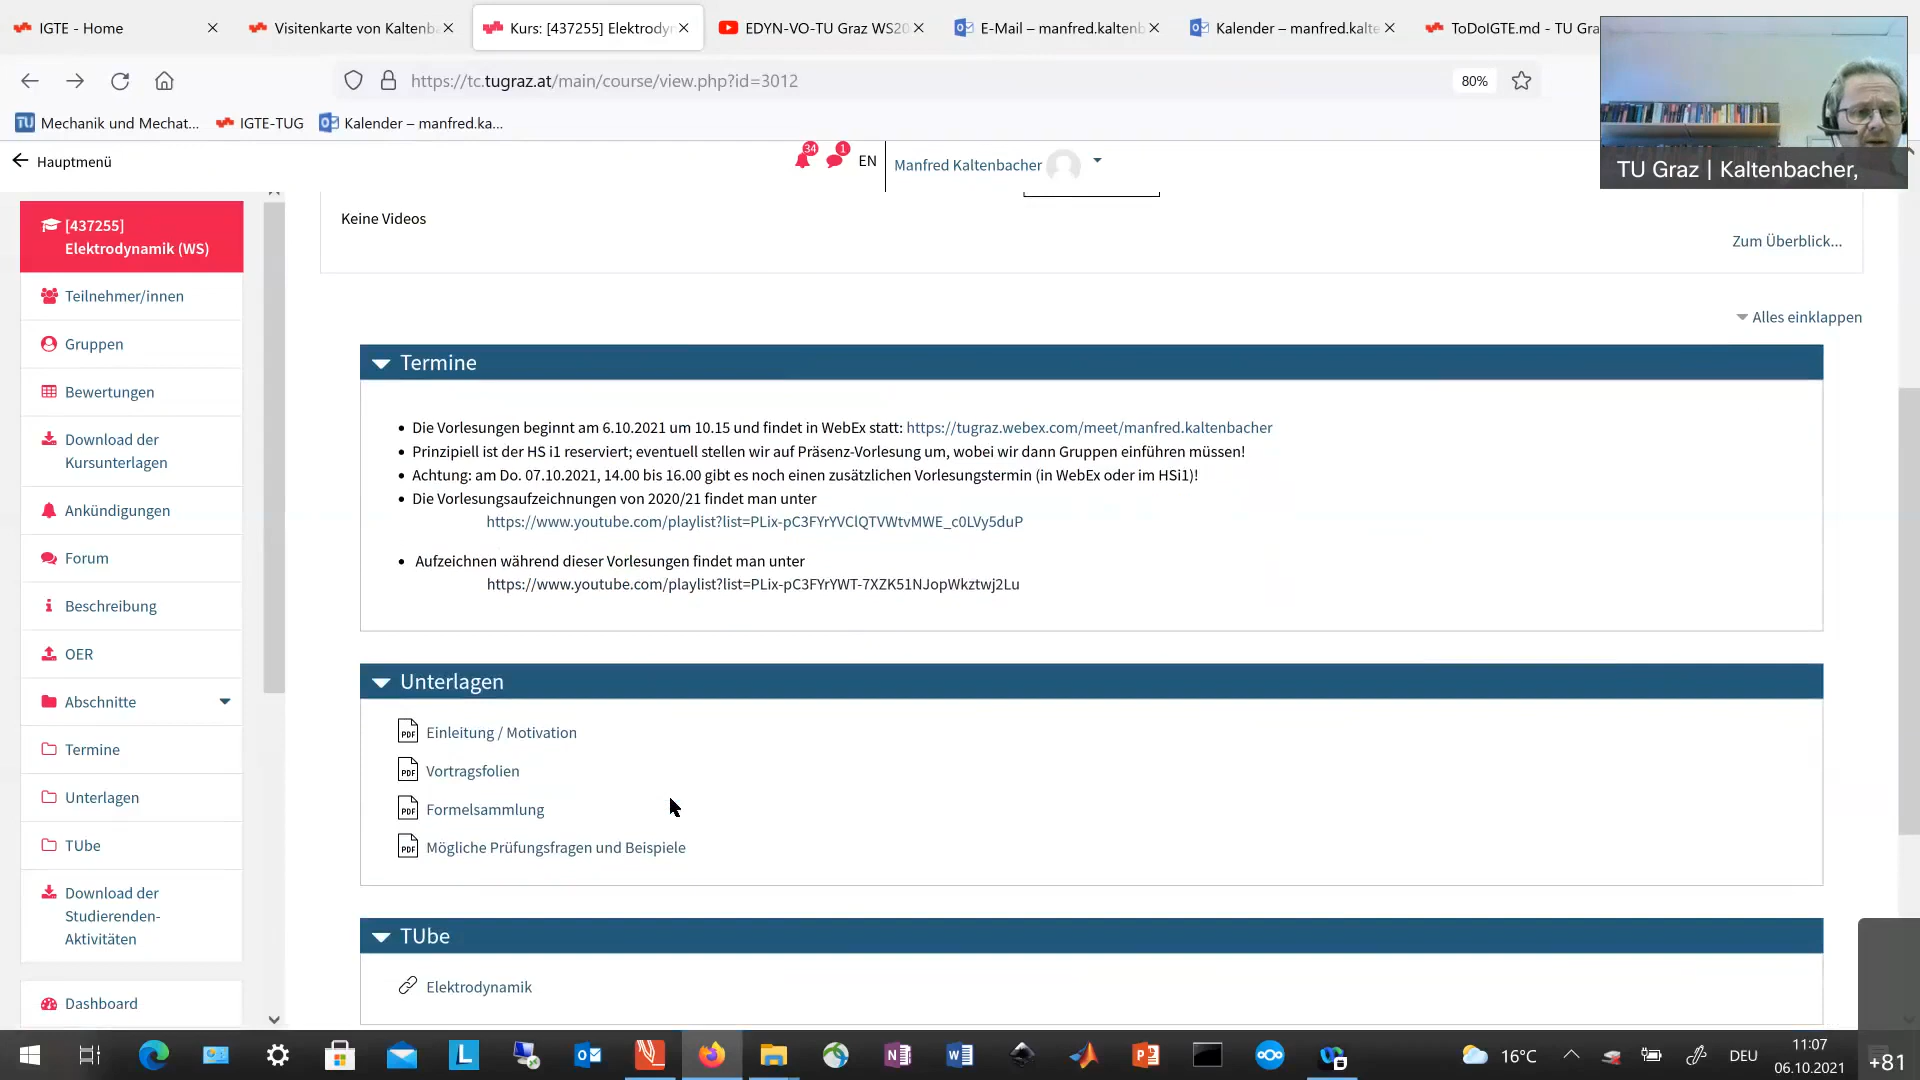 IGTE - Home
Visitenkarte von Kaltenb
Kurs: [437255] Elektrodyn
EDYN-VO-TU Graz WS20
E-Mail — manfred.kaltenb
Kalender – manfred.kalte
ToDoIGTE.md - TU Gra
https://tc.tugraz.at/main/course/view.php?id=3012
80%
Mechanik und Mechat...
IGTE-TUG
Kalender – manfred.ka...
TU Graz | Kaltenbacher,
Hauptmenü
34
1
EN
Manfred Kaltenbacher
[437255]
Elektrodynamik (WS)
Teilnehmer/innen
Gruppen
Bewertungen
Download der
Kursunterlagen
Ankündigungen
Forum
Beschreibung
OER
Abschnitte
Termine
Unterlagen
TUbe
Download der
Studierenden-
Aktivitäten
Dashboard
Keine Videos
Zum Überblick...
Alles einklappen
Termine
Die Vorlesungen beginnt am 6.10.2021 um 10.15 und findet in WebEx statt: https://tugraz.webex.com/meet/manfred.kaltenbacher
Prinzipiell ist der HS i1 reserviert; eventuell stellen wir auf Präsenz-Vorlesung um, wobei wir dann Gruppen einführen müssen!
Achtung: am Do. 07.10.2021, 14.00 bis 16.00 gibt es noch einen zusätzlichen Vorlesungstermin (in WebEx oder im HSi1)!
Die Vorlesungsaufzeichnungen von 2020/21 findet man unter
https://www.youtube.com/playlist?list=PLix-pC3FYrYVClQTVWtvMWE_c0LVy5duP
Aufzeichnen während dieser Vorlesungen findet man unter
https://www.youtube.com/playlist?list=PLix-pC3FYrYWT-7XZK51NJopWkztwj2Lu
Unterlagen
PDF Einleitung / Motivation
PDF Vortragsfolien
PDF Formelsammlung
PDF Mögliche Prüfungsfragen und Beispiele
TUbe
Elektrodynamik
16°C
DEU
11:07
06.10.2021
+81